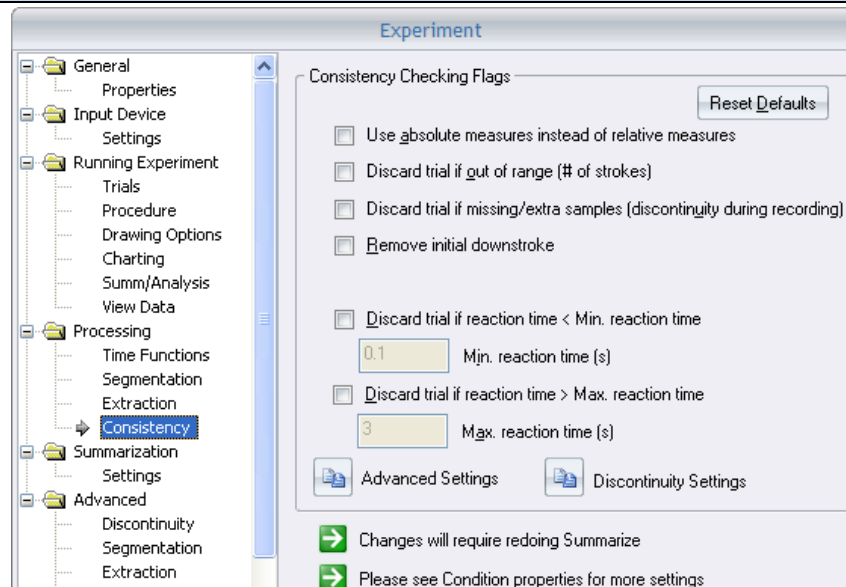 Experiment
General
Properties
Input Device
Settings
Running Experiment
Trials
Procedure
Drawing Options
Charting
Summ/Analysis
View Data
Processing
Time Functions
Segmentation
Extraction
Consistency
Summarization
Settings
Advanced
Discontinuity
Segmentation
Extraction
Consistency Checking Flags
Reset Defaults
Use absolute measures instead of relative measures
Discard trial if out of range (# of strokes)
Discard trial if missing/extra samples (discontinuity during recording)
Remove initial downstroke
Discard trial if reaction time < Min. reaction time
0.1 Min. reaction time (s)
Discard trial if reaction time > Max. reaction time
3 Max. reaction time (s)
Advanced Settings Discontinuity Settings
Changes will require redoing Summarize
Please see Condition properties for more settings